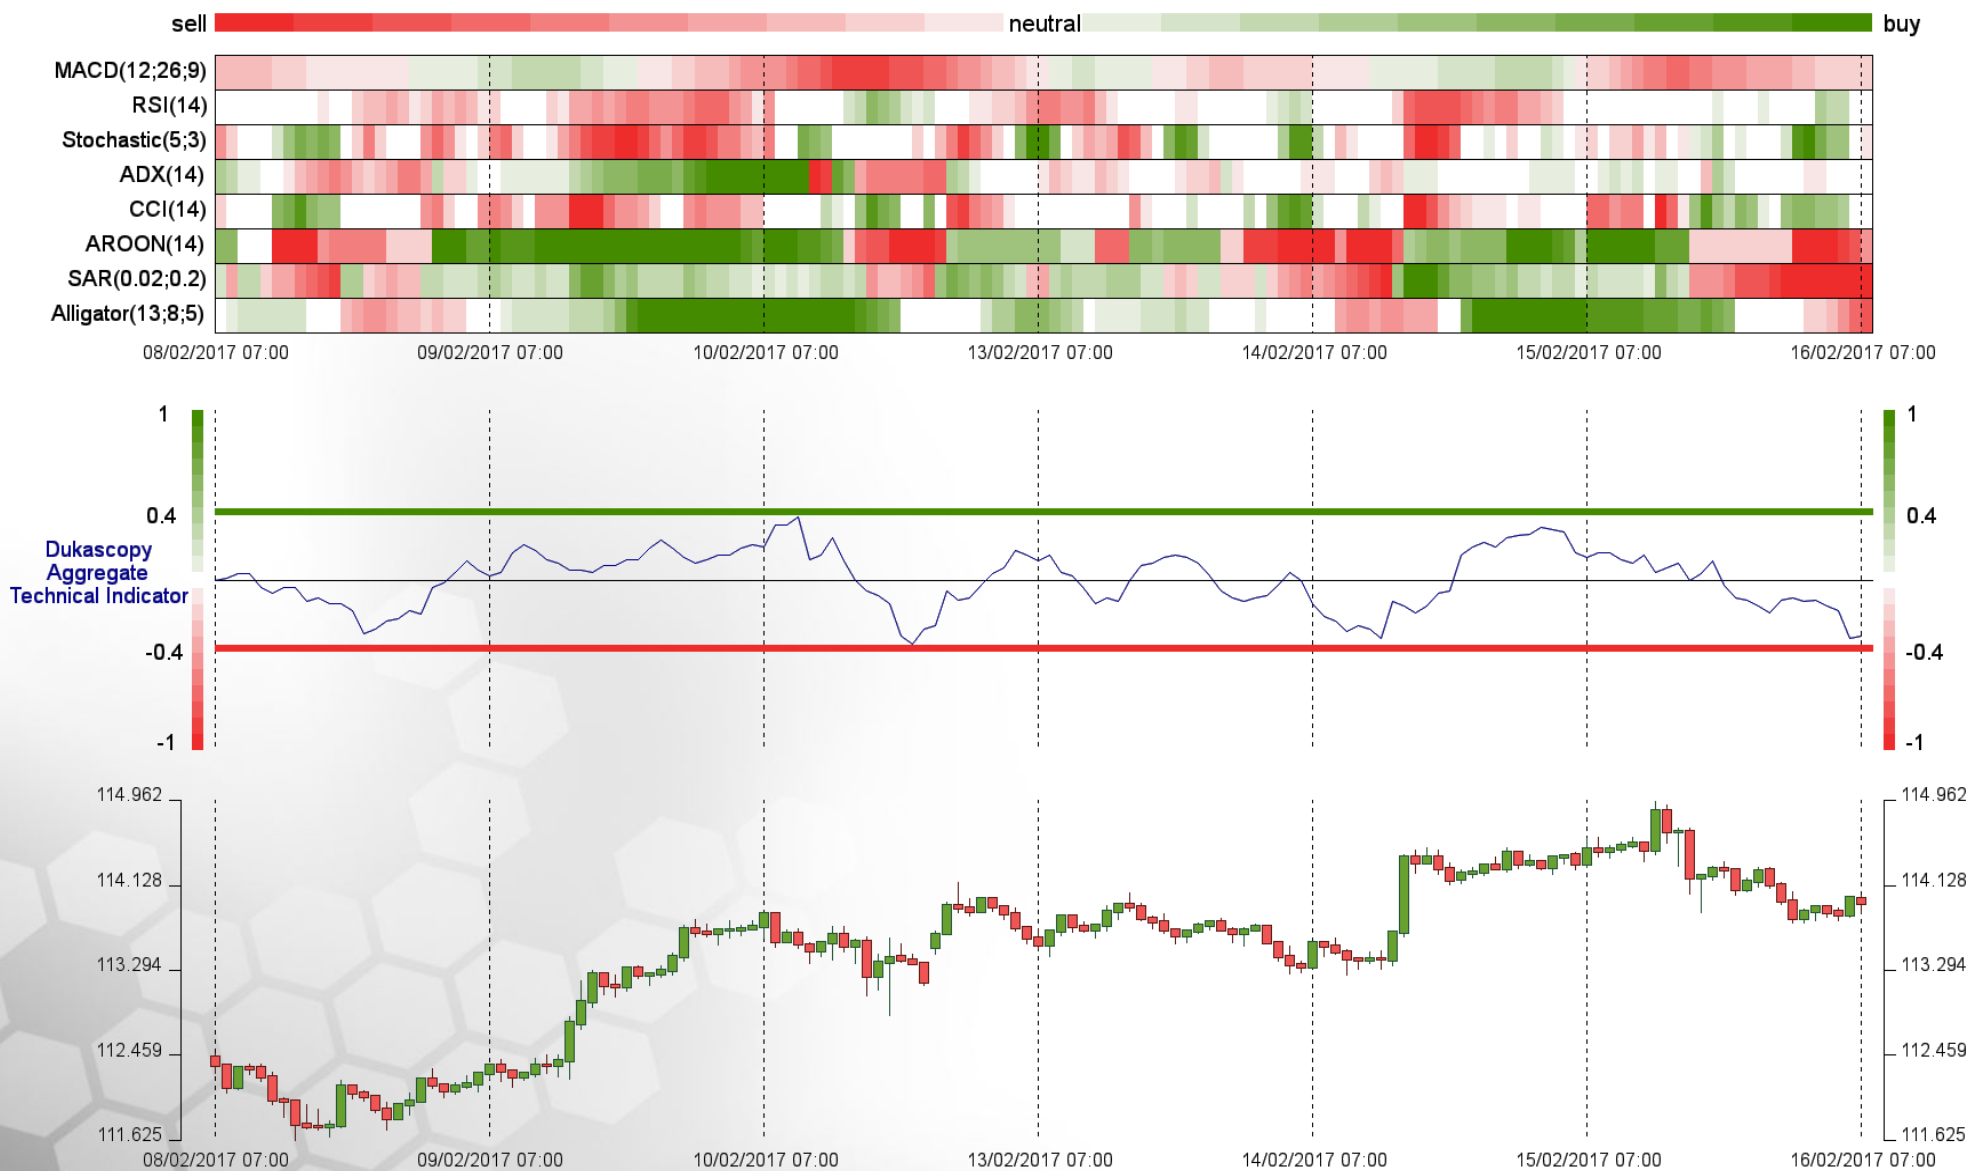 sell neutral buy
MACD(12;26;9)
RSI(14)
Stochastic(5;3)
ADX(14)
CCI(14)
AROON(14)
SAR(0.02;0.2)
Alligator(13;8;5)
08/02/2017 07:00 09/02/2017 07:00 10/02/2017 07:00 13/02/2017 07:00 14/02/2017 07:00 15/02/2017 07:00 16/02/2017 07:00
1 1
0.4 0.4
Dukascopy
Aggregate
Technical Indicator
-0.4 -0.4
-1 -1
114.962 114.962
114.128 114.128
113.294 113.294
112.459 112.459
111.625 111.625
08/02/2017 07:00 09/02/2017 07:00 10/02/2017 07:00 13/02/2017 07:00 14/02/2017 07:00 15/02/2017 07:00 16/02/2017 07:00